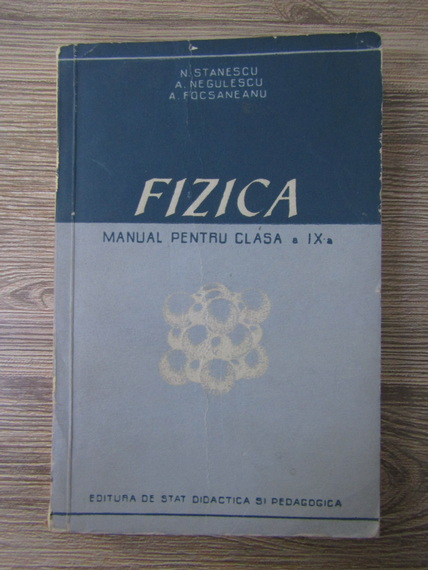 N. STANESCU
A. NEGULESCU
A. FOCSANEANU
FIZICA
MANUAL PENTRU CLASA a IX-a
EDITURA DE STAT DIDACTICA SI PEDAGOGICA